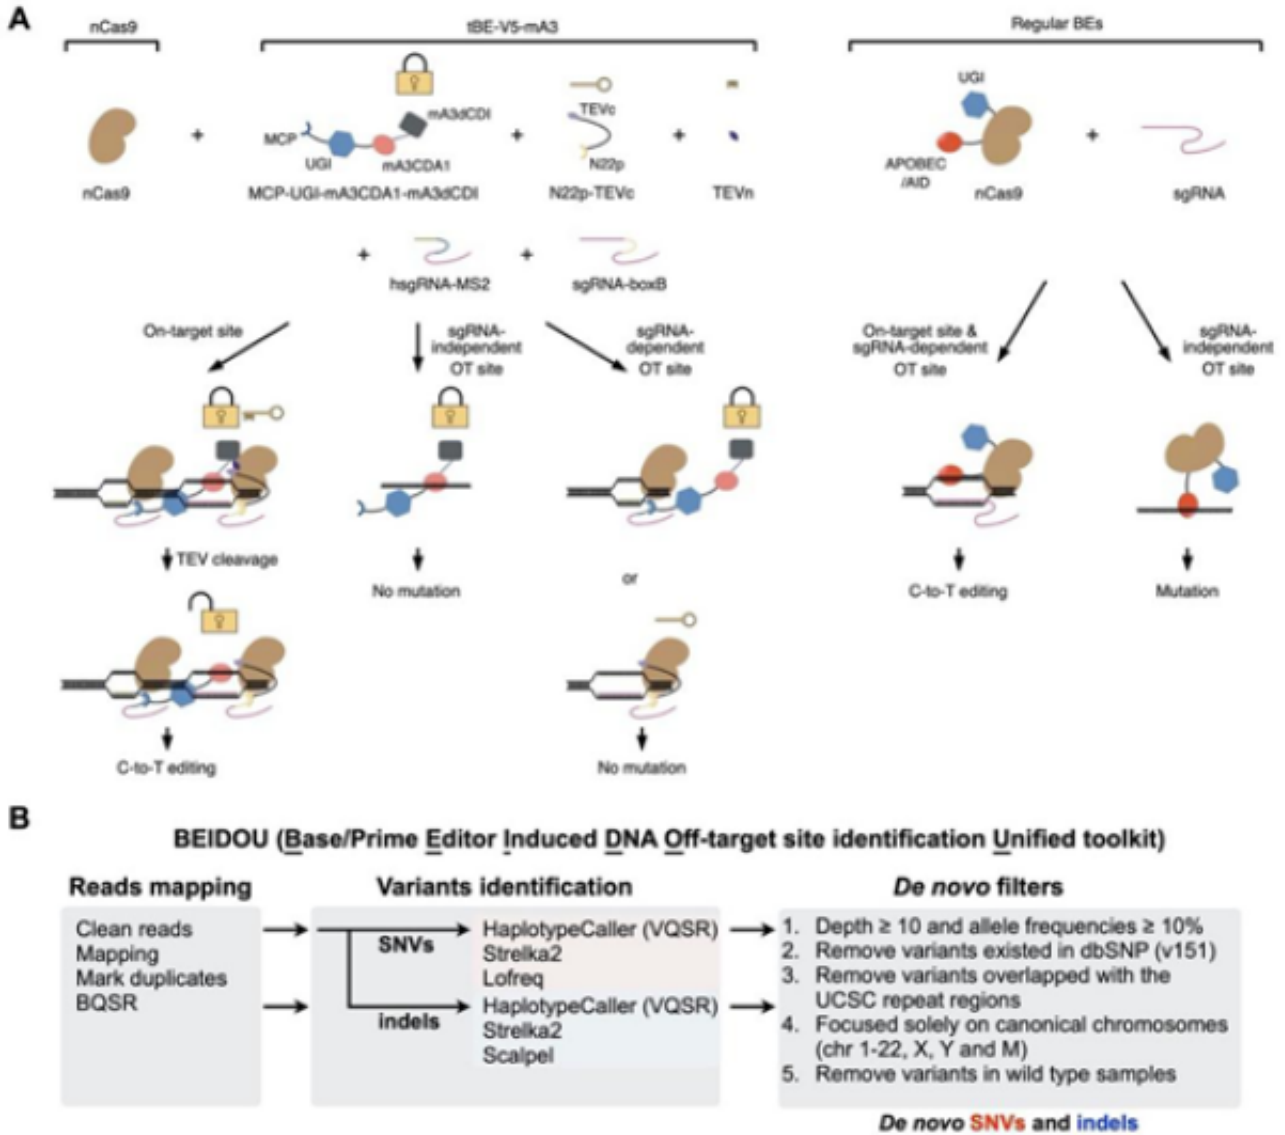 A
nCas9
tBE-V5-mA3
Regular BEs
UGI
mA3dCDI
TEVc
MCP
UGI
mA3CDA1
N22p
APOBEC
/AID
nCas9
MCP-UGI-mA3CDA1-mA3dCDI
N22p-TEVc
TEVn
nCas9
sgRNA
+
+
+
+
+
+
hsgRNA-MS2
sgRNA-boxB
On-target site
sgRNA-
independent
OT site
sgRNA-
dependent
OT site
On-target site &
sgRNA-dependent
OT site
sgRNA-
independent
OT site
TEV cleavage
No mutation
or
C-to-T editing
Mutation
C-to-T editing
No mutation
B
BEIDOU (Base/Prime Editor Induced DNA Off-target site identification Unified toolkit)
Reads mapping
Variants identification
De novo filters
Clean reads
Mapping
Mark duplicates
BQSR
SNVs
HaplotypeCaller (VQSR)
Strelka2
Lofreq
indels
HaplotypeCaller (VQSR)
Strelka2
Scalpel
1. Depth ≥ 10 and allele frequencies ≥ 10%
2. Remove variants existed in dbSNP (v151)
3. Remove variants overlapped with the
UCSC repeat regions
4. Focused solely on canonical chromosomes
(chr 1-22, X, Y and M)
5. Remove variants in wild type samples
De novo SNVs and indels